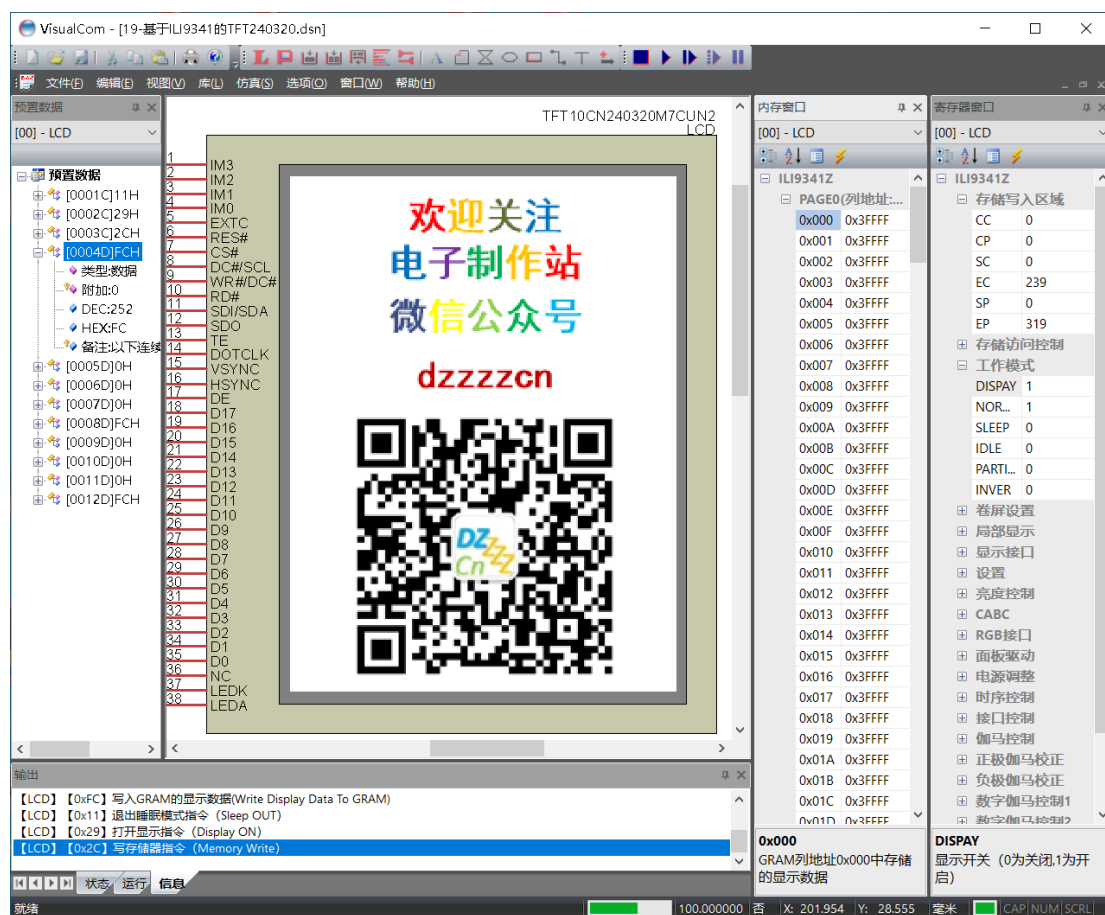 VisualCom - [19-基于ILI9341的TFT240320.dsn]
文件(F) 编辑(E) 视图(V) 库(L) 仿真(S) 选项(O) 窗口(W) 帮助(H)
预置数据
[00] - LCD
预置数据
[0001C]11H
[0002C]29H
[0003C]2CH
[0004D]FCH
类型:数据
附加:0
DEC:252
HEX:FC
备注:以下连续
[0005D]0H
[0006D]0H
[0007D]0H
[0008D]FCH
[0009D]0H
[0010D]0H
[0011D]0H
[0012D]FCH
TFT10CN240320M7CUN2
LCD
1 IM3
2 IM2
3 IM1
4 IM0
5 EXTC
6 RES#
7 CS#
8 DC#/SCL
9 WR#/DC#
10 RD#
11 SDI/SDA
12 SDO
13 TE
14 DOTCLK
15 VSYNC
16 HSYNC
17 DE
18 D17
19 D16
20 D15
21 D14
22 D13
23 D12
24 D11
25 D10
26 D9
27 D8
28 D7
29 D6
30 D5
31 D4
32 D3
33 D2
34 D1
35 D0
36 NC
37 LEDK
38 LEDA
欢迎关注
电子制作站
微信公众号
dzzzzcn
DZZZZ
Cn
内存窗口
[00] - LCD
ILI9341Z
PAGE0(列地址:...
0x000 0x3FFFF
0x001 0x3FFFF
0x002 0x3FFFF
0x003 0x3FFFF
0x004 0x3FFFF
0x005 0x3FFFF
0x006 0x3FFFF
0x007 0x3FFFF
0x008 0x3FFFF
0x009 0x3FFFF
0x00A 0x3FFFF
0x00B 0x3FFFF
0x00C 0x3FFFF
0x00D 0x3FFFF
0x00E 0x3FFFF
0x00F 0x3FFFF
0x010 0x3FFFF
0x011 0x3FFFF
0x012 0x3FFFF
0x013 0x3FFFF
0x014 0x3FFFF
0x015 0x3FFFF
0x016 0x3FFFF
0x017 0x3FFFF
0x018 0x3FFFF
0x019 0x3FFFF
0x01A 0x3FFFF
0x01B 0x3FFFF
0x01C 0x3FFFF
0x01D 0x3FFFF
0x000
GRAM列地址0x000中存储
的显示数据
寄存器窗口
[00] - LCD
ILI9341Z
存储写入区域
CC 0
CP 0
SC 0
EC 239
SP 0
EP 319
存储访问控制
工作模式
DISPAY 1
NOR... 1
SLEEP 0
IDLE 0
PARTI... 0
INVER 0
卷屏设置
局部显示
显示接口
设置
亮度控制
CABC
RGB接口
面板驱动
电源调整
时序控制
接口控制
伽马控制
正极伽马校正
负极伽马校正
数字伽马控制1
数字伽马控制2
DISPAY
显示开关（0为关闭,1为开
启）
输出
【LCD】【0xFC】写入GRAM的显示数据(Write Display Data To GRAM)
【LCD】【0x11】退出睡眠模式指令（Sleep OUT）
【LCD】【0x29】打开显示指令（Display ON）
【LCD】【0x2C】写存储器指令（Memory Write）
状态 运行 信息
就绪 100.000000 否 X: 201.954 Y: 28.555 毫米 CAP NUM SCRL